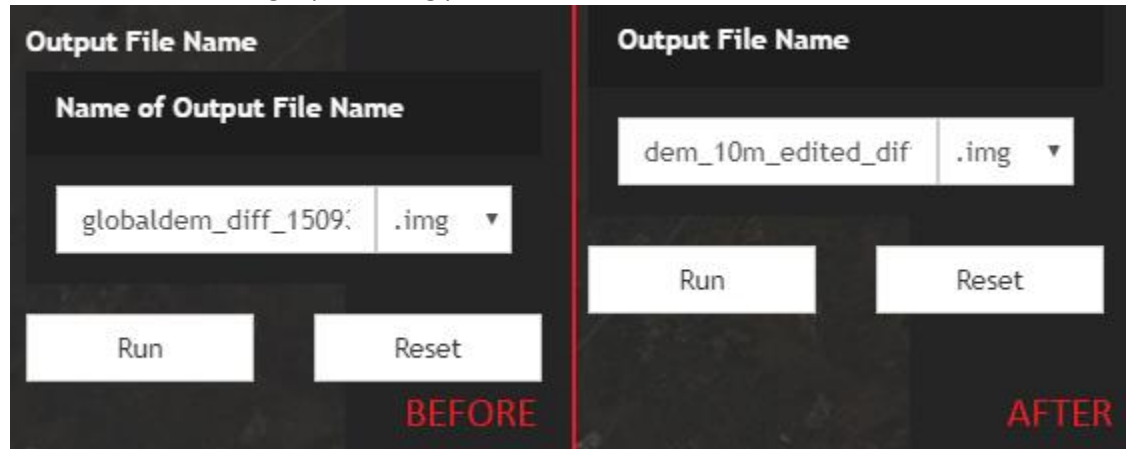 Output File Name
Name of Output File Name
globaldem_diff_1509
.img
Run
Reset
BEFORE
Output File Name
dem_10m_edited_dif
.img
Run
Reset
AFTER